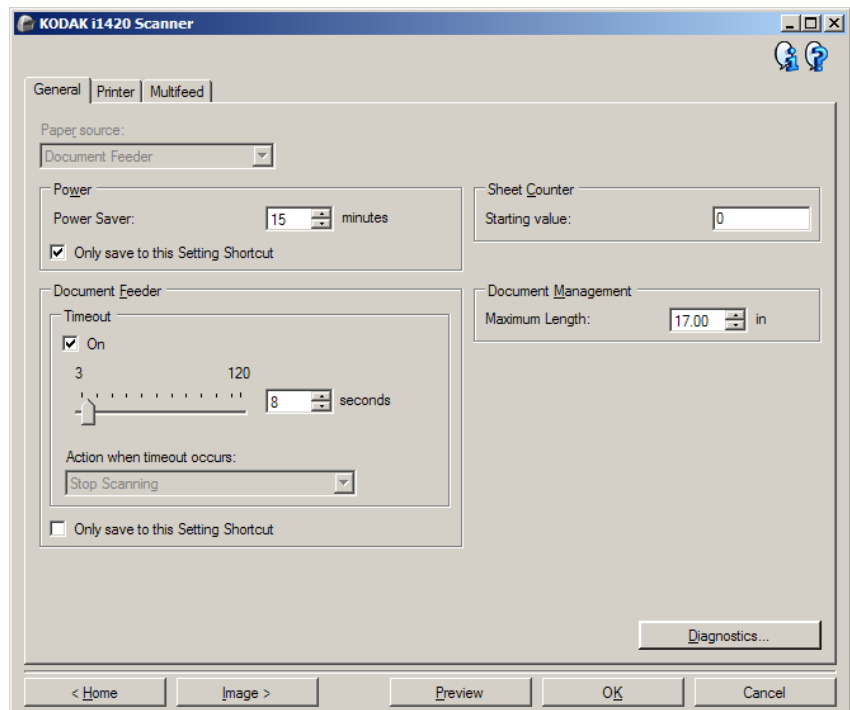 KODAK i1420 Scanner
General Printer Multifeed
Paper source:
Document Feeder
Power
Power Saver: 15 minutes
Only save to this Setting Shortcut
Sheet Counter
Starting value: 0
Document Feeder
Timeout
On
3 120
8 seconds
Action when timeout occurs:
Stop Scanning
Only save to this Setting Shortcut
Document Management
Maximum Length: 17.00 in
Diagnostics...
< Home Image > Preview OK Cancel